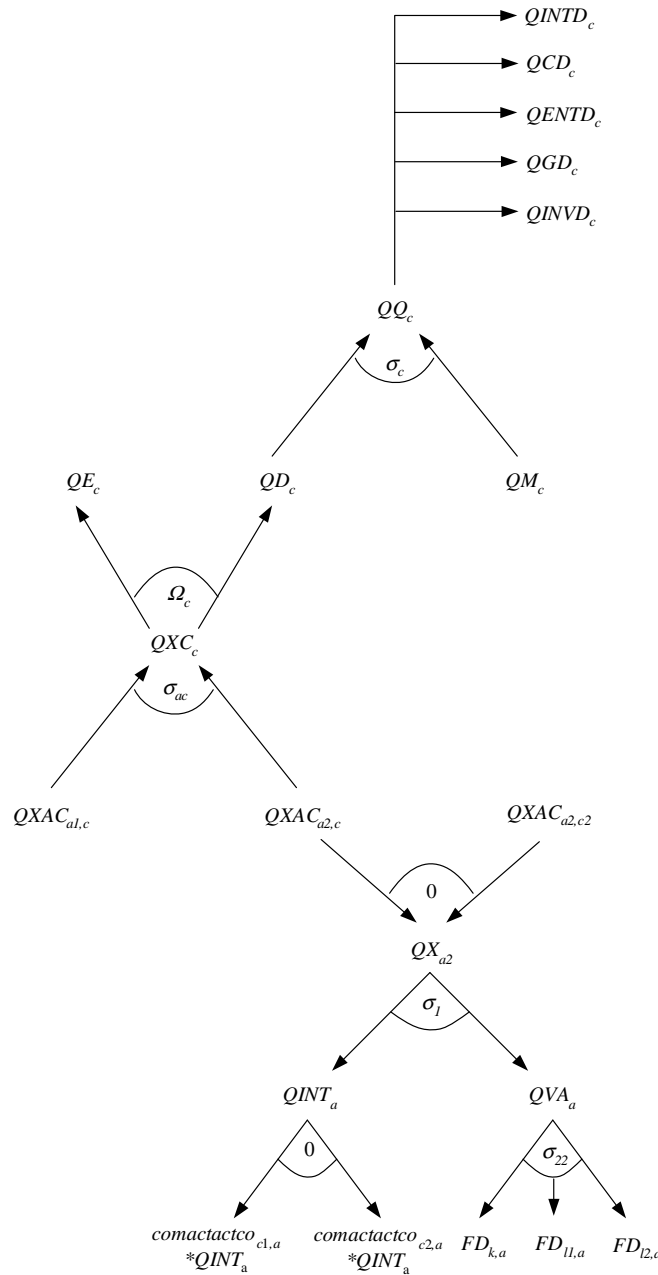 QINTD_c
QCD_c
QENTD_c
QGD_c
QINVD_c
QQ_c
σ_c
QE_c
QD_c
QM_c
Ω_c
QXC_c
σ_ac
QXAC_a1,c
QXAC_a2,c
QXAC_a2,c2
0
QX_a2
σ_1
QINT_a
QVA_a
0
σ_22
comactactco_c1,a
*QINT_a
comactactco_c2,a
*QINT_a
FD_k,a
FD_l1,a
FD_l2,a